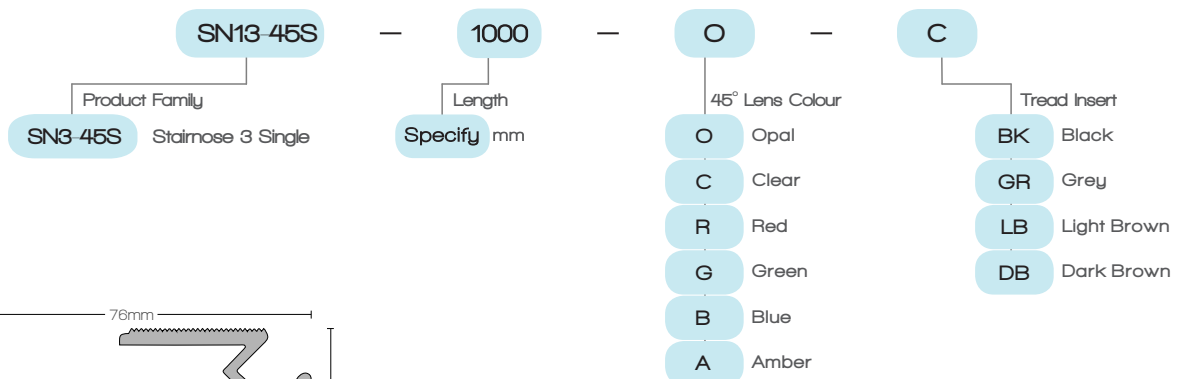 SN13-45S — 1000 — O — C
Product Family Length 45° Lens Colour Tread Insert
SN3-45S Stairnose 3 Single Specify mm O Opal BK Black
C Clear GR Grey
R Red LB Light Brown
G Green DB Dark Brown
76mm B Blue
A Amber